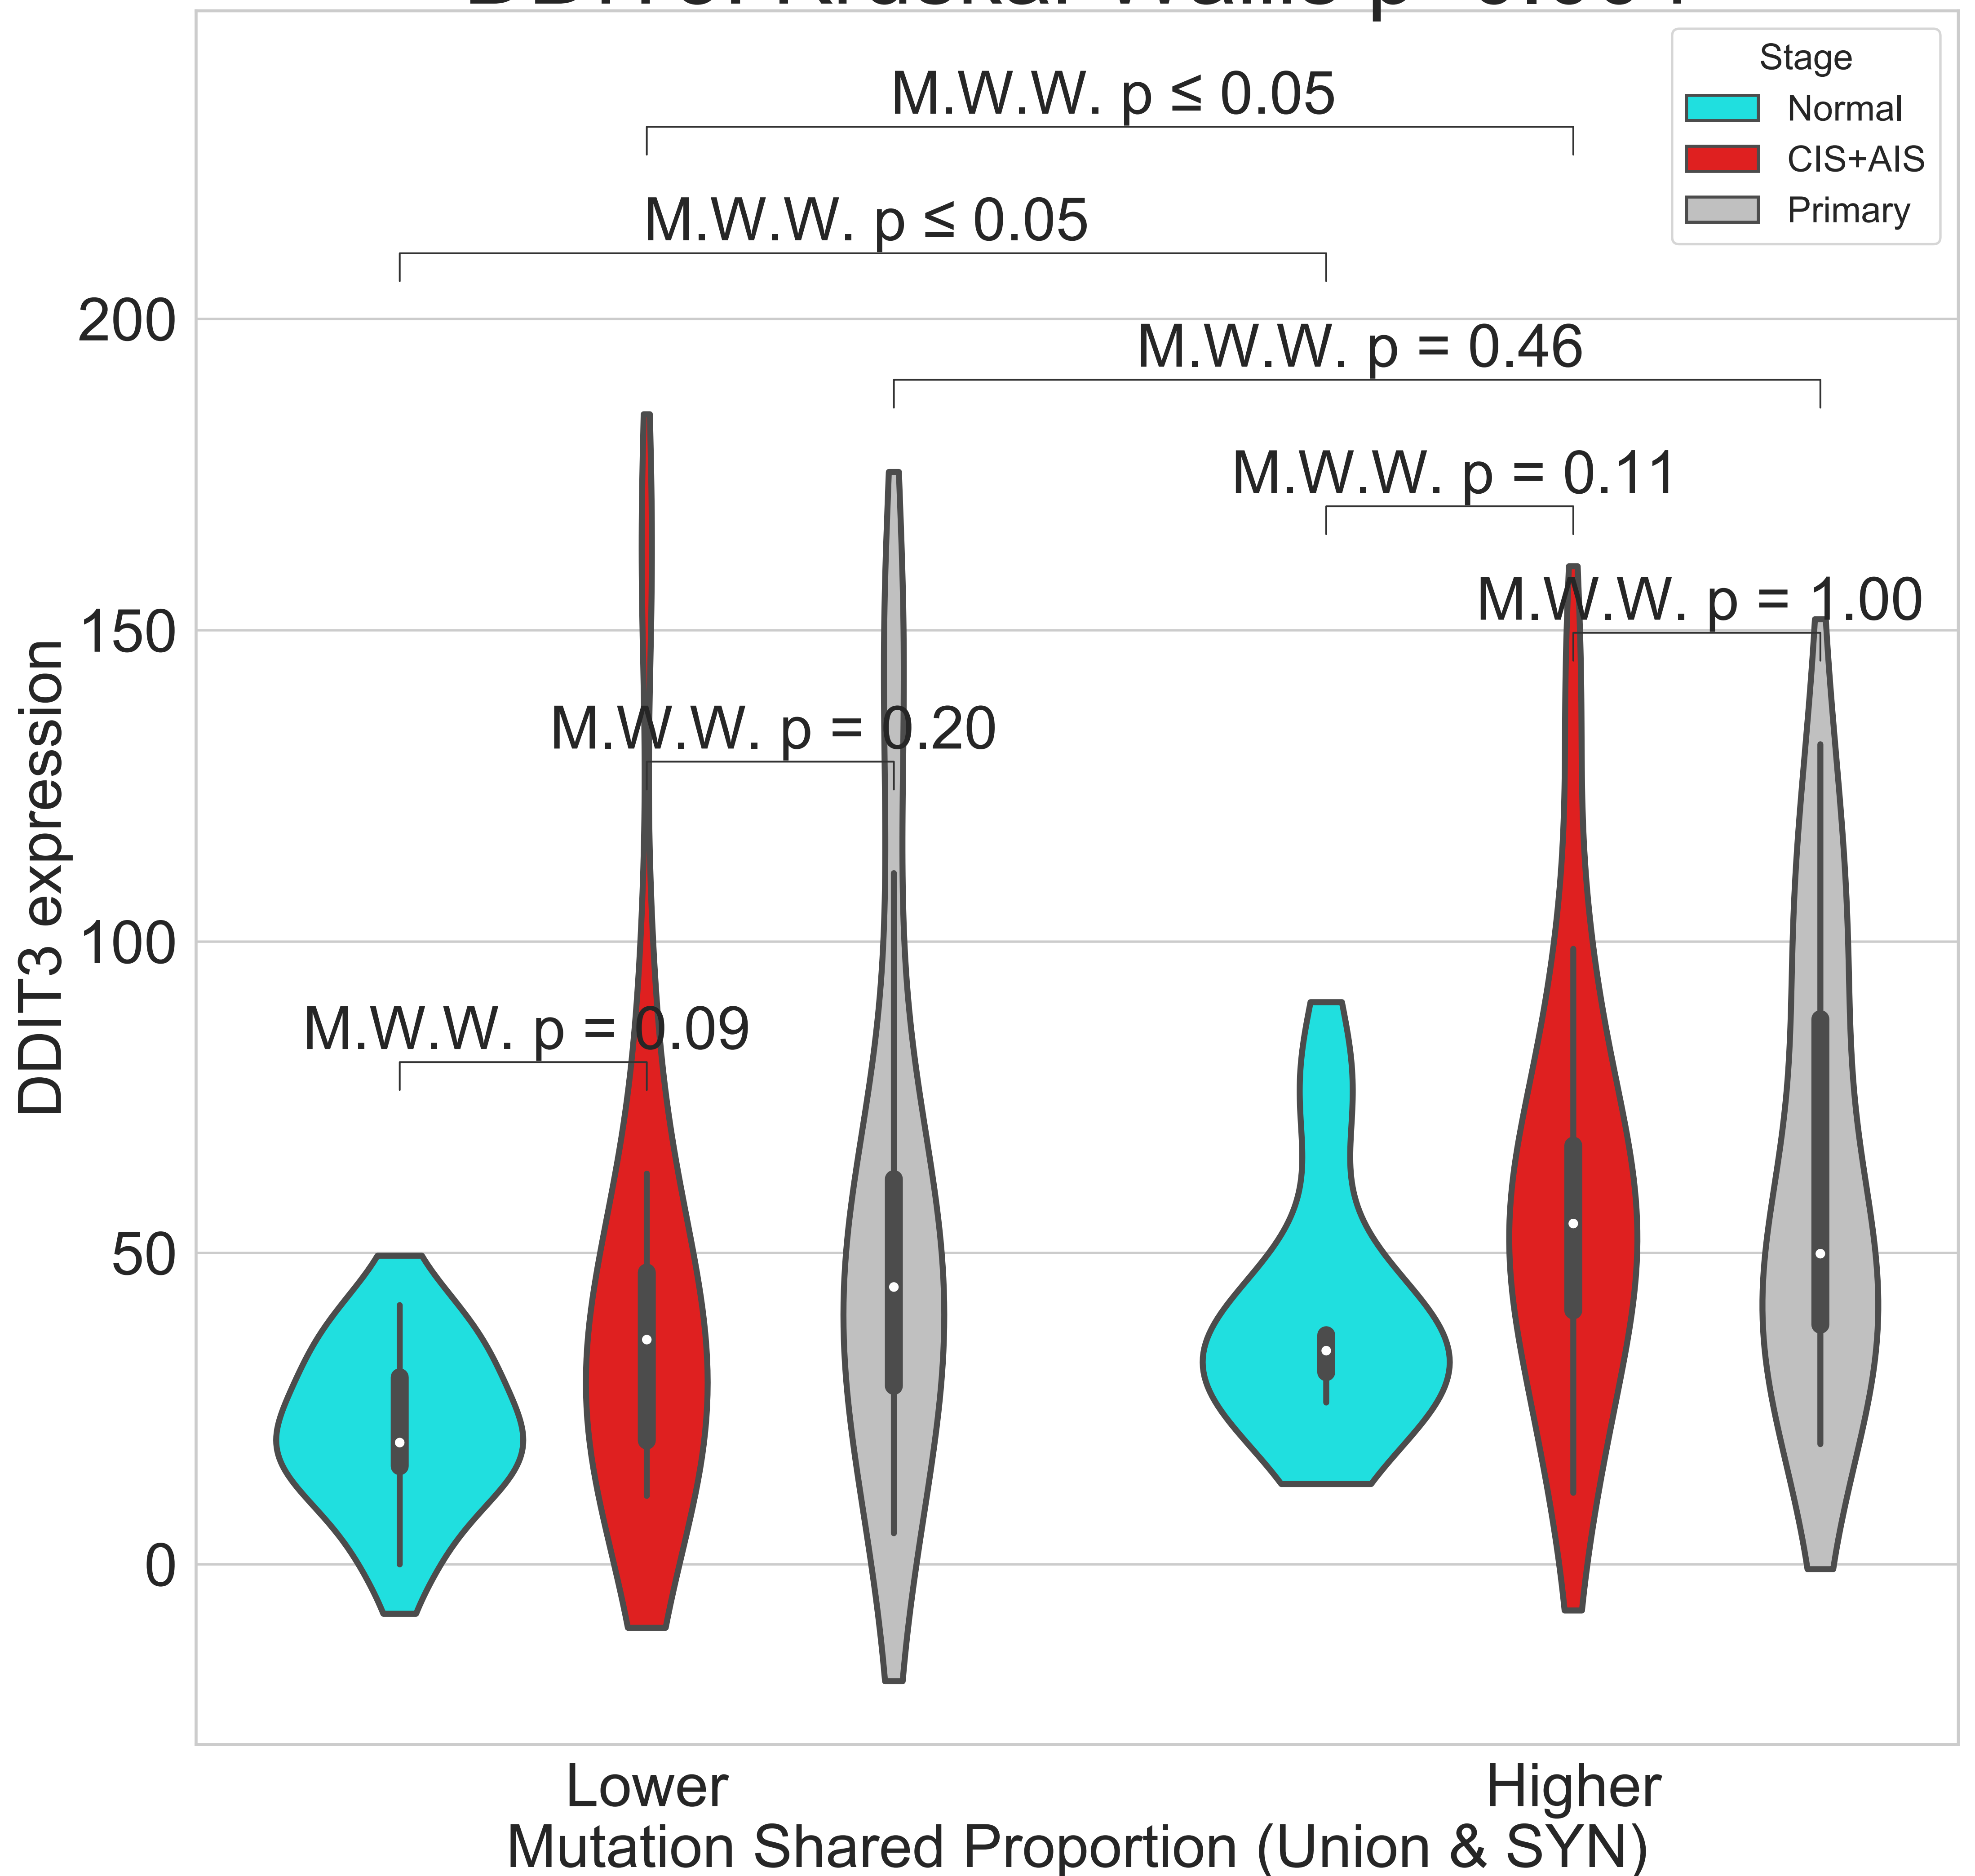 Stage
Normal
CIS+AIS
Primary
M.W.W. p ≤ 0.05
M.W.W. p ≤ 0.05
M.W.W. p = 0.46
M.W.W. p = 0.11
M.W.W. p = 1.00
M.W.W. p = 0.20
M.W.W. p = 0.09
200
150
100
50
0
DDIT3 expression
Lower
Higher
Mutation Shared Proportion (Union & SYN)